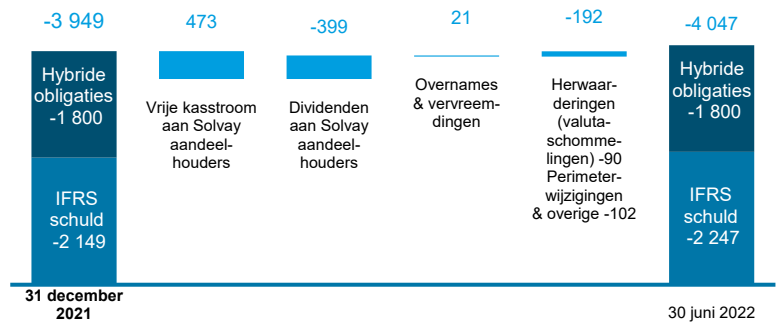 -3 949
473
-399
21
-192
-4 047
Hybride
obligaties
-1 800
IFRS
schuld
-2 149
Vrije kasstroom
aan Solvay
aandeel-
houders
Dividenden
aan Solvay
aandeel-
houders
Overnames
& vervreem-
dingen
Herwaar-
deringen
(valuta-
schomme-
lingen) -90
Perimeter-
wijzigingen
& overige -102
Hybride
obligaties
-1 800
IFRS
schuld
-2 247
31 december
2021
30 juni 2022